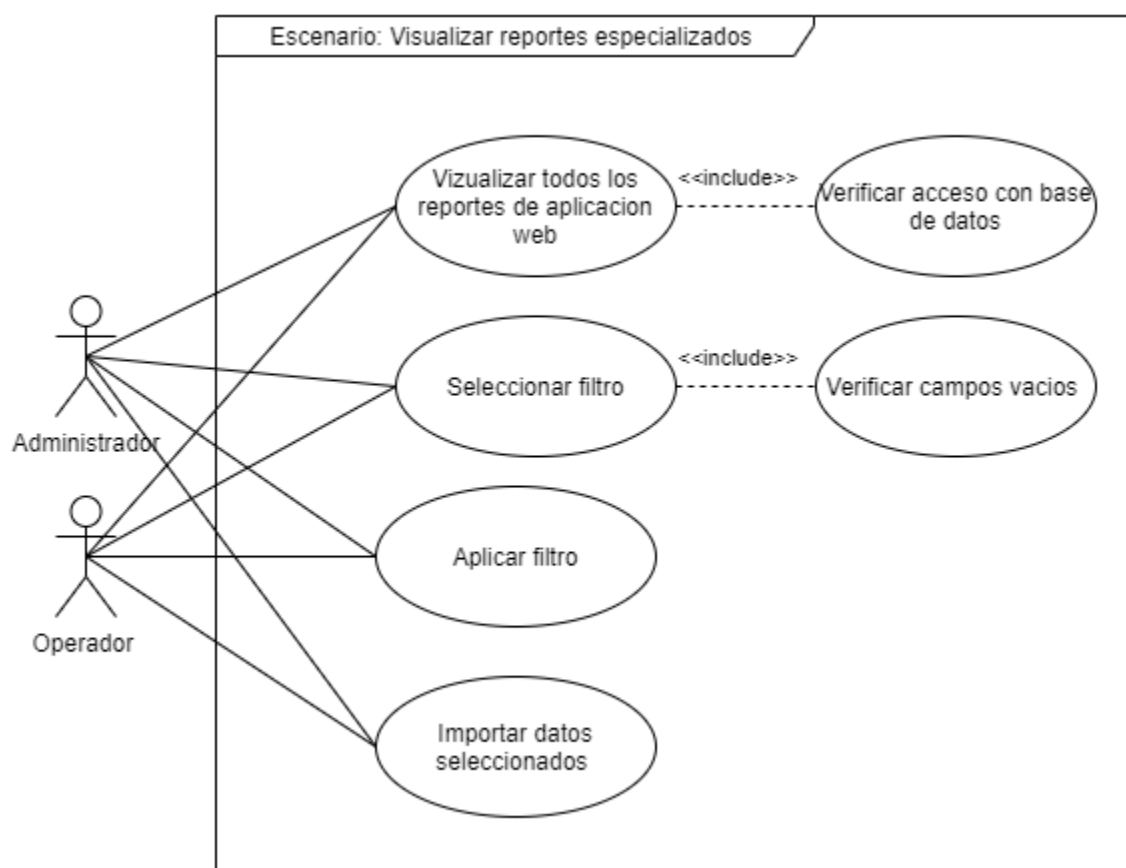 Escenario: Visualizar reportes especializados
Vizualizar todos los
reportes de aplicacion
web
<<include>>
Verificar acceso con base
de datos
Seleccionar filtro
<<include>>
Verificar campos vacios
Administrador
Aplicar filtro
Operador
Importar datos
seleccionados